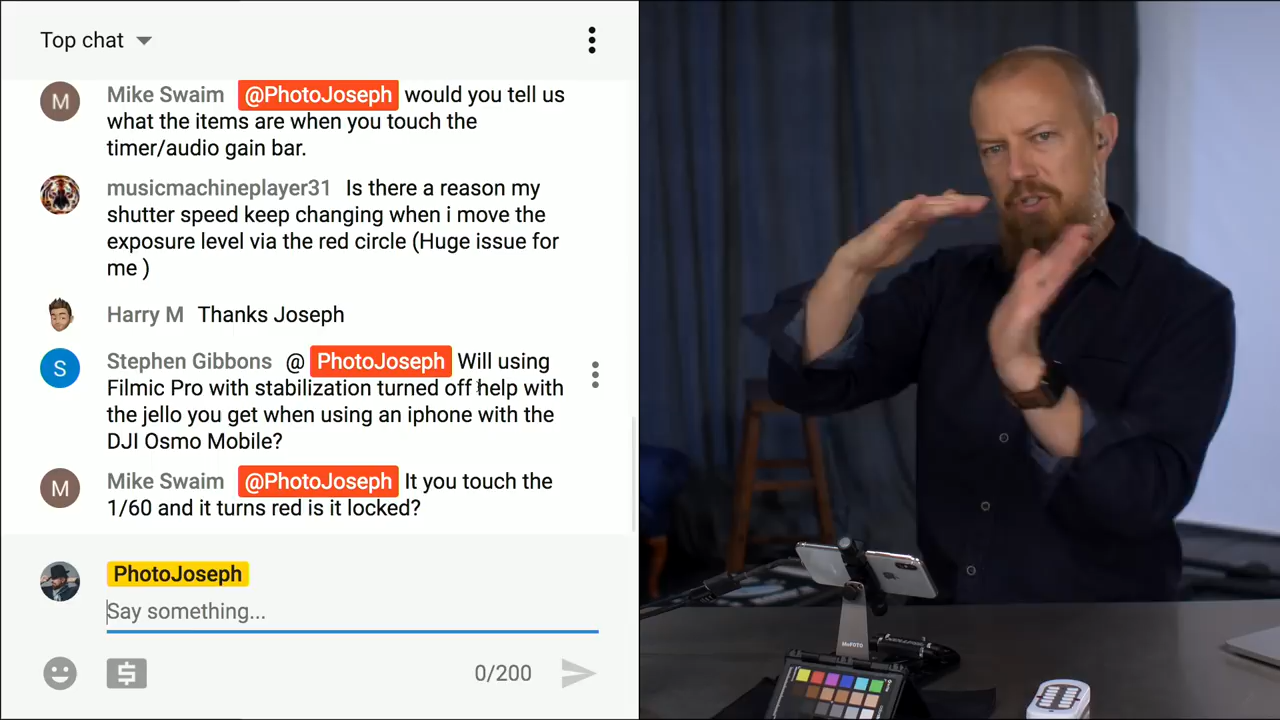 Top chat
M
Mike Swaim @PhotoJoseph would you tell us
what the items are when you touch the
timer/audio gain bar.
musicmachineplayer31 Is there a reason my
shutter speed keep changing when i move the
exposure level via the red circle (Huge issue for
me )
Harry M Thanks Joseph
S
Stephen Gibbons @ PhotoJoseph Will using
Filmic Pro with stabilization turned off help with
the jello you get when using an iphone with the
DJI Osmo Mobile?
M
Mike Swaim @PhotoJoseph It you touch the
1/60 and it turns red is it locked?
PhotoJoseph
Say something...
0/200
MeFOTO